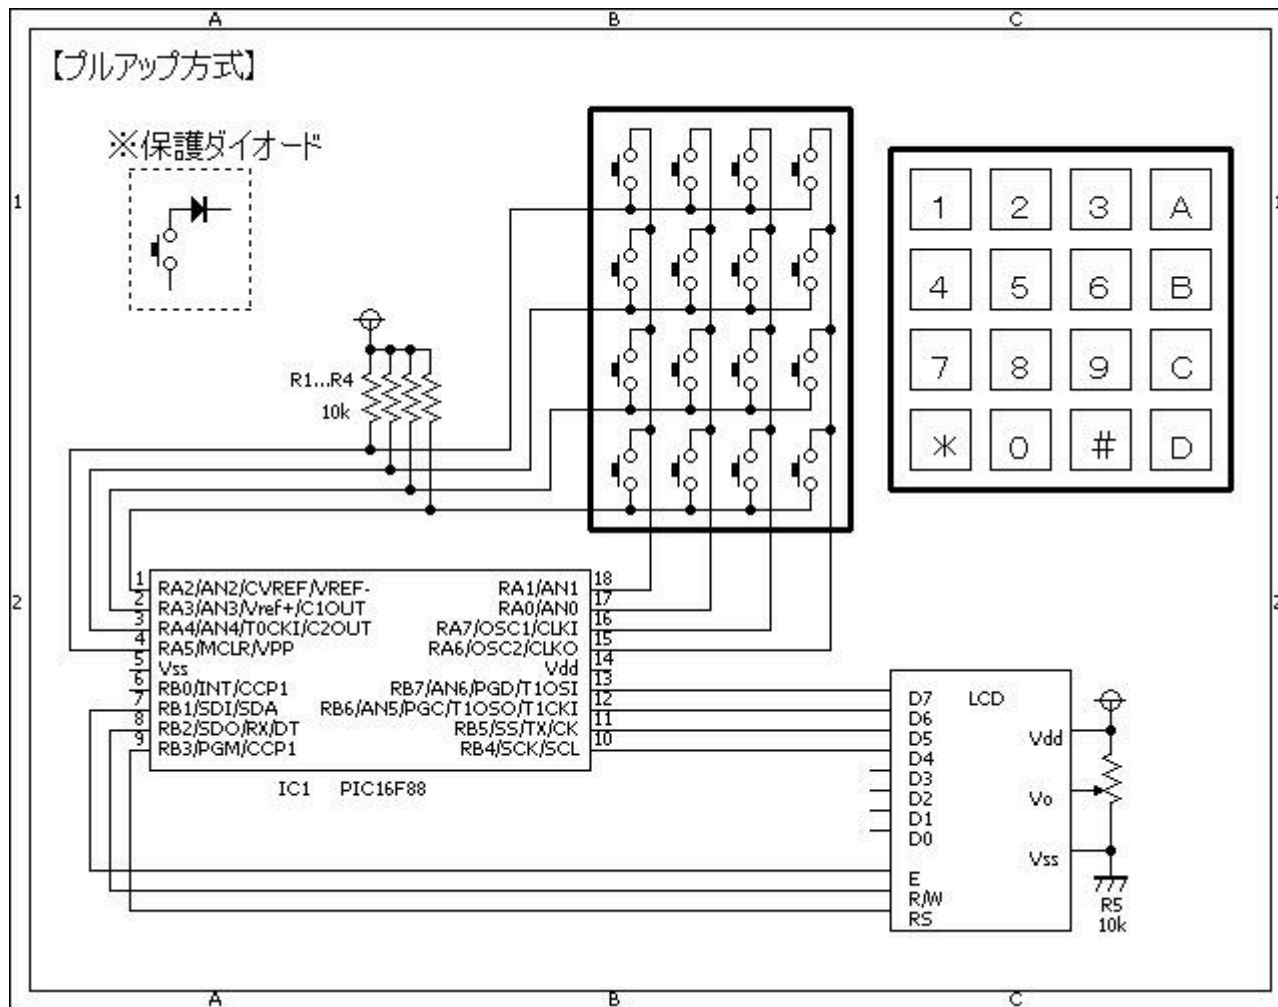 A B C
【プルアップ方式】
※保護ダイオード
1 1
1 2 3 A
4 5 6 B
7 8 9 C
* 0 # D
R1...R4
10k
2 2
1 RA2/AN2/CVREF/VREF- RA1/AN1 18
2 RA3/AN3/Vref+/C1OUT RA0/AN0 17
3 RA4/AN4/T0CKI/C2OUT RA7/OSC1/CLKI 16
4 RA5/MCLR/VPP RA6/OSC2/CLKO 15
5 Vss Vdd 14
6 RB0/INT/CCP1 RB7/AN6/PGD/T1OSI 13
7 RB1/SDI/SDA RB6/AN5/PGC/T1OSO/T1CKI 12
8 RB2/SDO/RX/DT RB5/SS/TX/CK 11
9 RB3/PGM/CCP1 RB4/SCK/SCL 10
IC1 PIC16F88
D7 LCD
D6
D5 Vdd
D4
D3
D2 Vo
D1
D0
Vss
E
R/W
RS
R5
10k
A B C